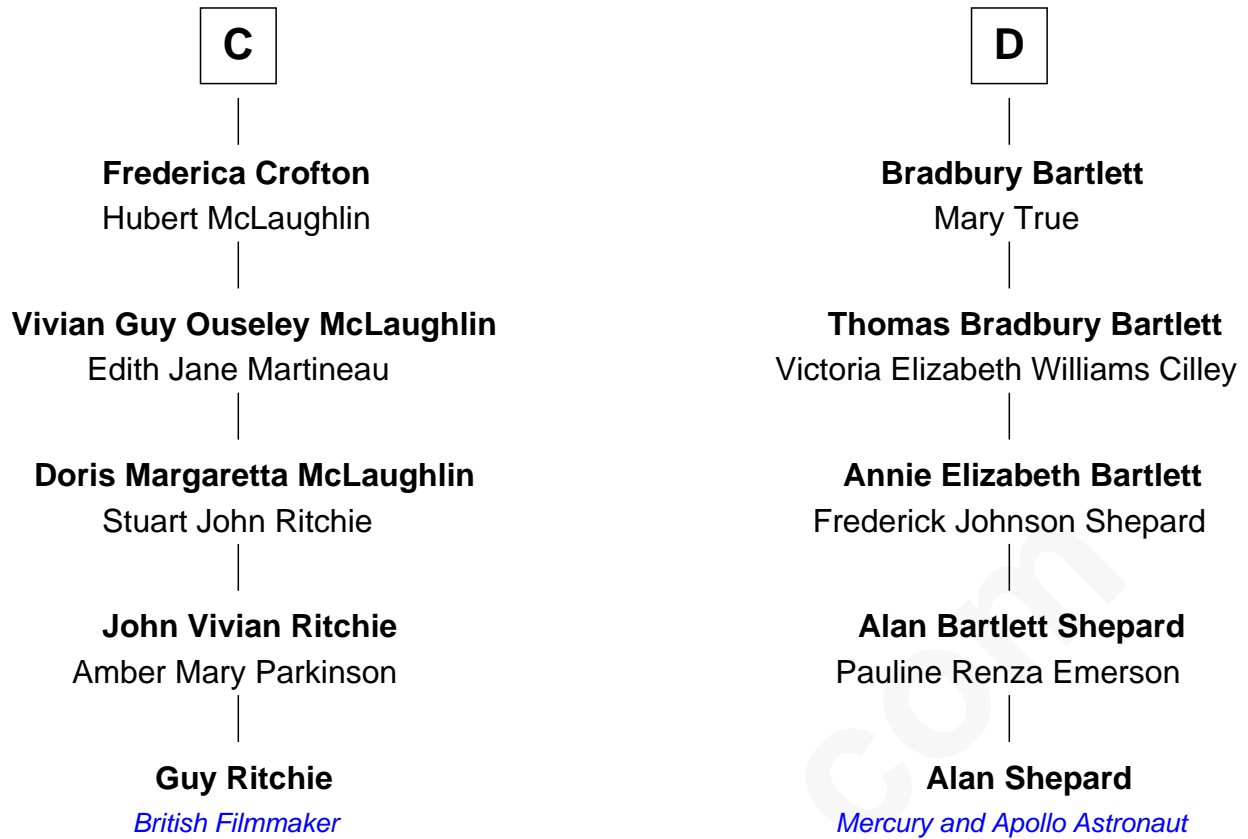 C
Frederica Crofton
Hubert McLaughlin
Vivian Guy Ouseley McLaughlin
Edith Jane Martineau
Doris Margaretta McLaughlin
Stuart John Ritchie
John Vivian Ritchie
Amber Mary Parkinson
Guy Ritchie
British Filmmaker
D
Bradbury Bartlett
Mary True
Thomas Bradbury Bartlett
Victoria Elizabeth Williams Cilley
Annie Elizabeth Bartlett
Frederick Johnson Shepard
Alan Bartlett Shepard
Pauline Renza Emerson
Alan Shepard
Mercury and Apollo Astronaut
com